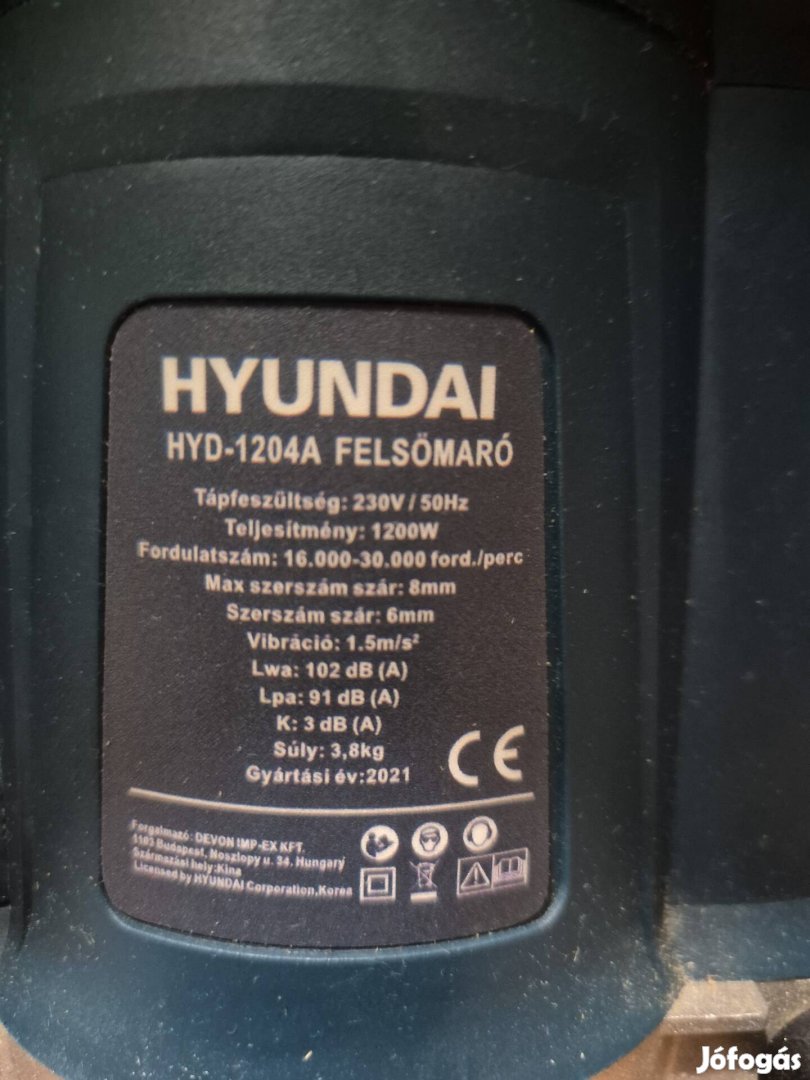 HYUNDAI
HYD-1204A FELSŐMARÓ
Tápfeszültség: 230V / 50Hz
Teljesítmény: 1200W
Fordulatszám: 16.000-30.000 ford./perc
Max szerszám szár: 8mm
Szerszám szár: 6mm
Vibráció: 1.5m/s²
Lwa: 102 dB (A)
Lpa: 91 dB (A)
K: 3 dB (A)
Súly: 3,8kg
Gyártási év:2021
CE
Forgalmazó: DEVON IMP-EX KFT.
1103 Budapest, Noszlopy u. 34. Hungary
Származási hely:Kína
Licensed by HYUNDAI Corporation,Korea
Jófogás